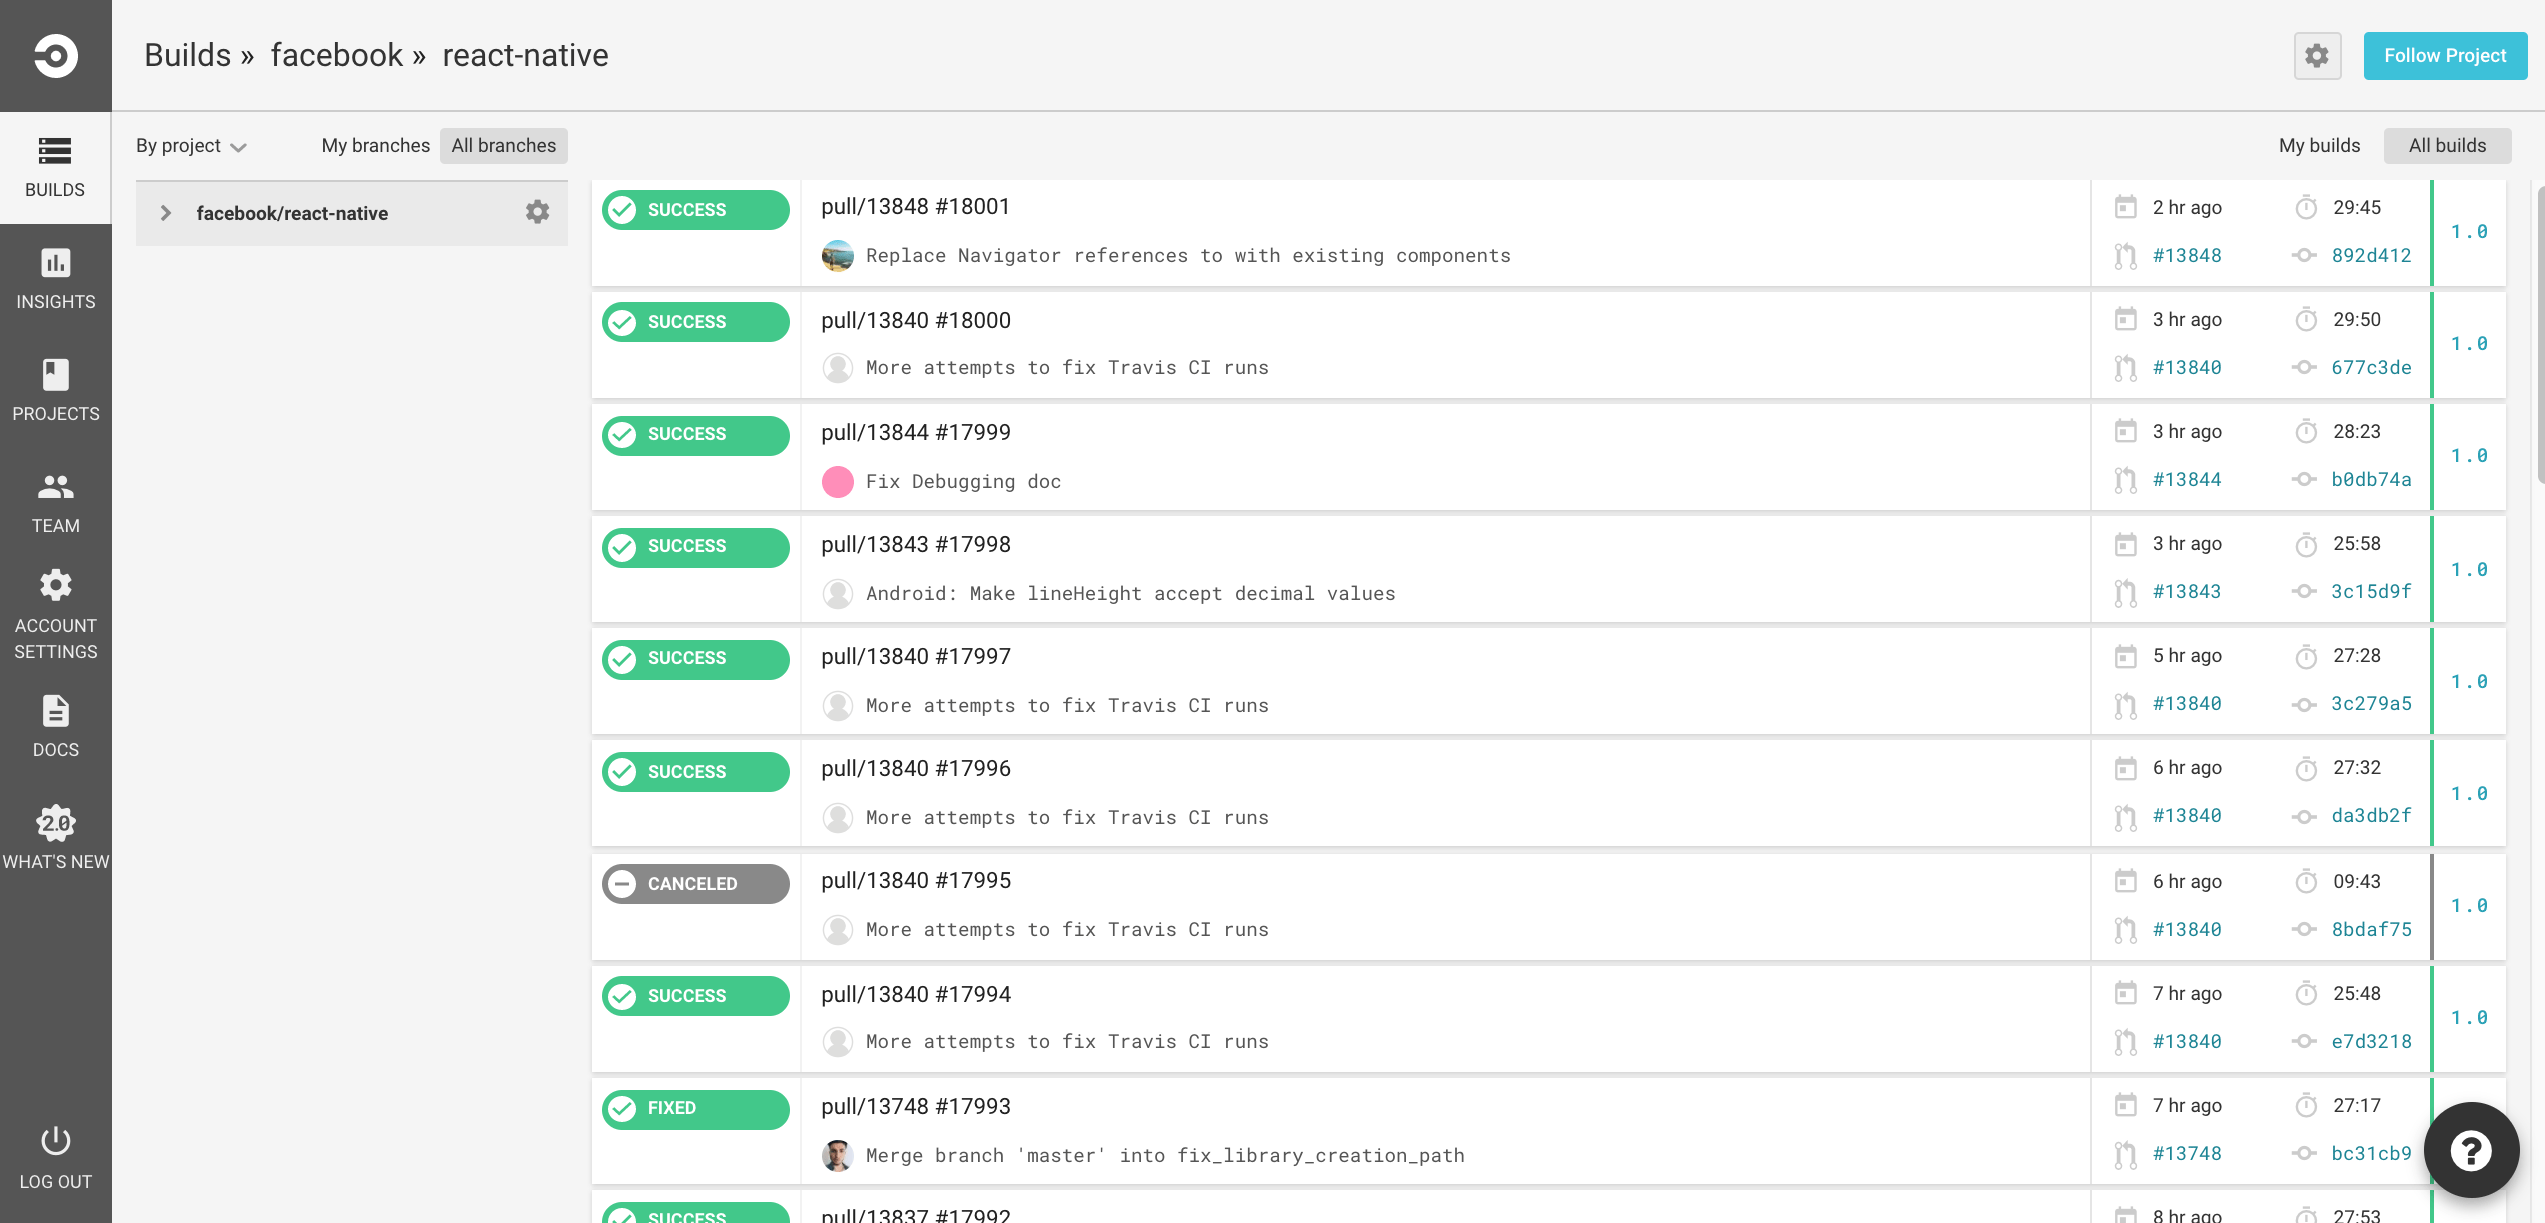 Builds » facebook » react-native
Follow Project
BUILDS
INSIGHTS
PROJECTS
TEAM
ACCOUNT
SETTINGS
DOCS
2.0
WHAT'S NEW
LOG OUT
By project
My branches
All branches
My builds
All builds
facebook/react-native
SUCCESS
pull/13848 #18001
Replace Navigator references to with existing components
2 hr ago
29:45
#13848
892d412
1.0
SUCCESS
pull/13840 #18000
More attempts to fix Travis CI runs
3 hr ago
29:50
#13840
677c3de
1.0
SUCCESS
pull/13844 #17999
Fix Debugging doc
3 hr ago
28:23
#13844
b0db74a
1.0
SUCCESS
pull/13843 #17998
Android: Make lineHeight accept decimal values
3 hr ago
25:58
#13843
3c15d9f
1.0
SUCCESS
pull/13840 #17997
More attempts to fix Travis CI runs
5 hr ago
27:28
#13840
3c279a5
1.0
SUCCESS
pull/13840 #17996
More attempts to fix Travis CI runs
6 hr ago
27:32
#13840
da3db2f
1.0
CANCELED
pull/13840 #17995
More attempts to fix Travis CI runs
6 hr ago
09:43
#13840
8bdaf75
1.0
SUCCESS
pull/13840 #17994
More attempts to fix Travis CI runs
7 hr ago
25:48
#13840
e7d3218
1.0
FIXED
pull/13748 #17993
Merge branch 'master' into fix_library_creation_path
7 hr ago
27:17
#13748
bc31cb9
?
SUCCESS
pull/13837 #17992
8 hr ago
27:53